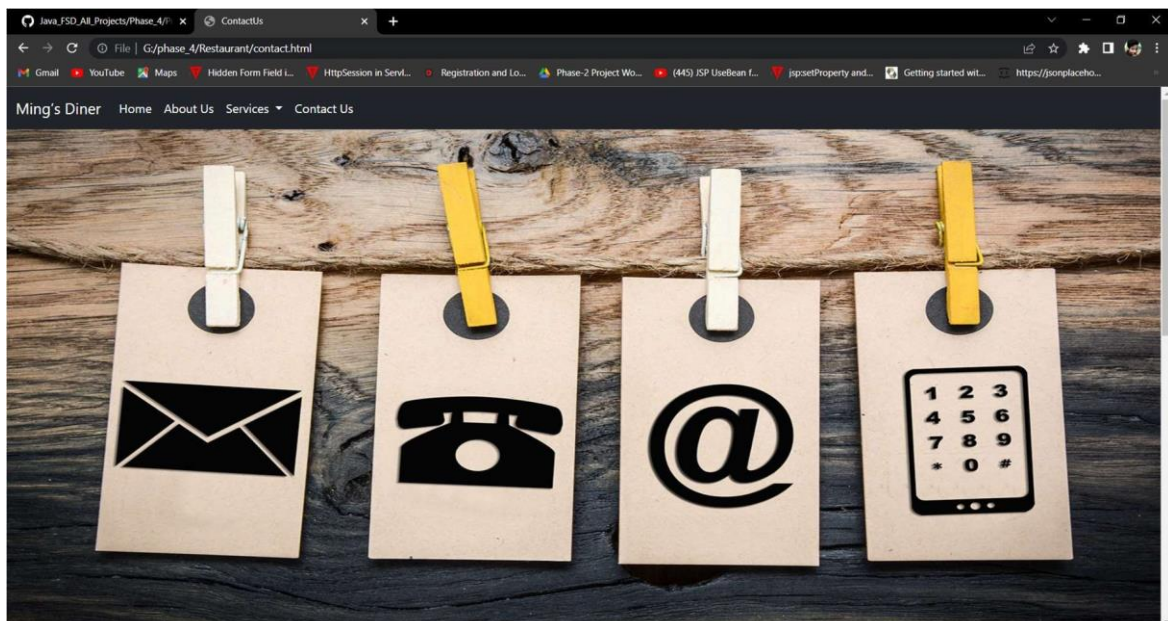 Java_FSD_All_Projects/Phase_4/P
ContactUs
File | G:/phase_4/Restaurant/contact.html
Gmail YouTube Maps Hidden Form Field i... HttpSession in Servl... Registration and Lo... Phase-2 Project Wo... (445) JSP UseBean f... jsp:setProperty and... Getting started wit... https://jsonplaceho...
Ming's Diner Home About Us Services Contact Us
@
1 2 3
4 5 6
7 8 9
* 0 #